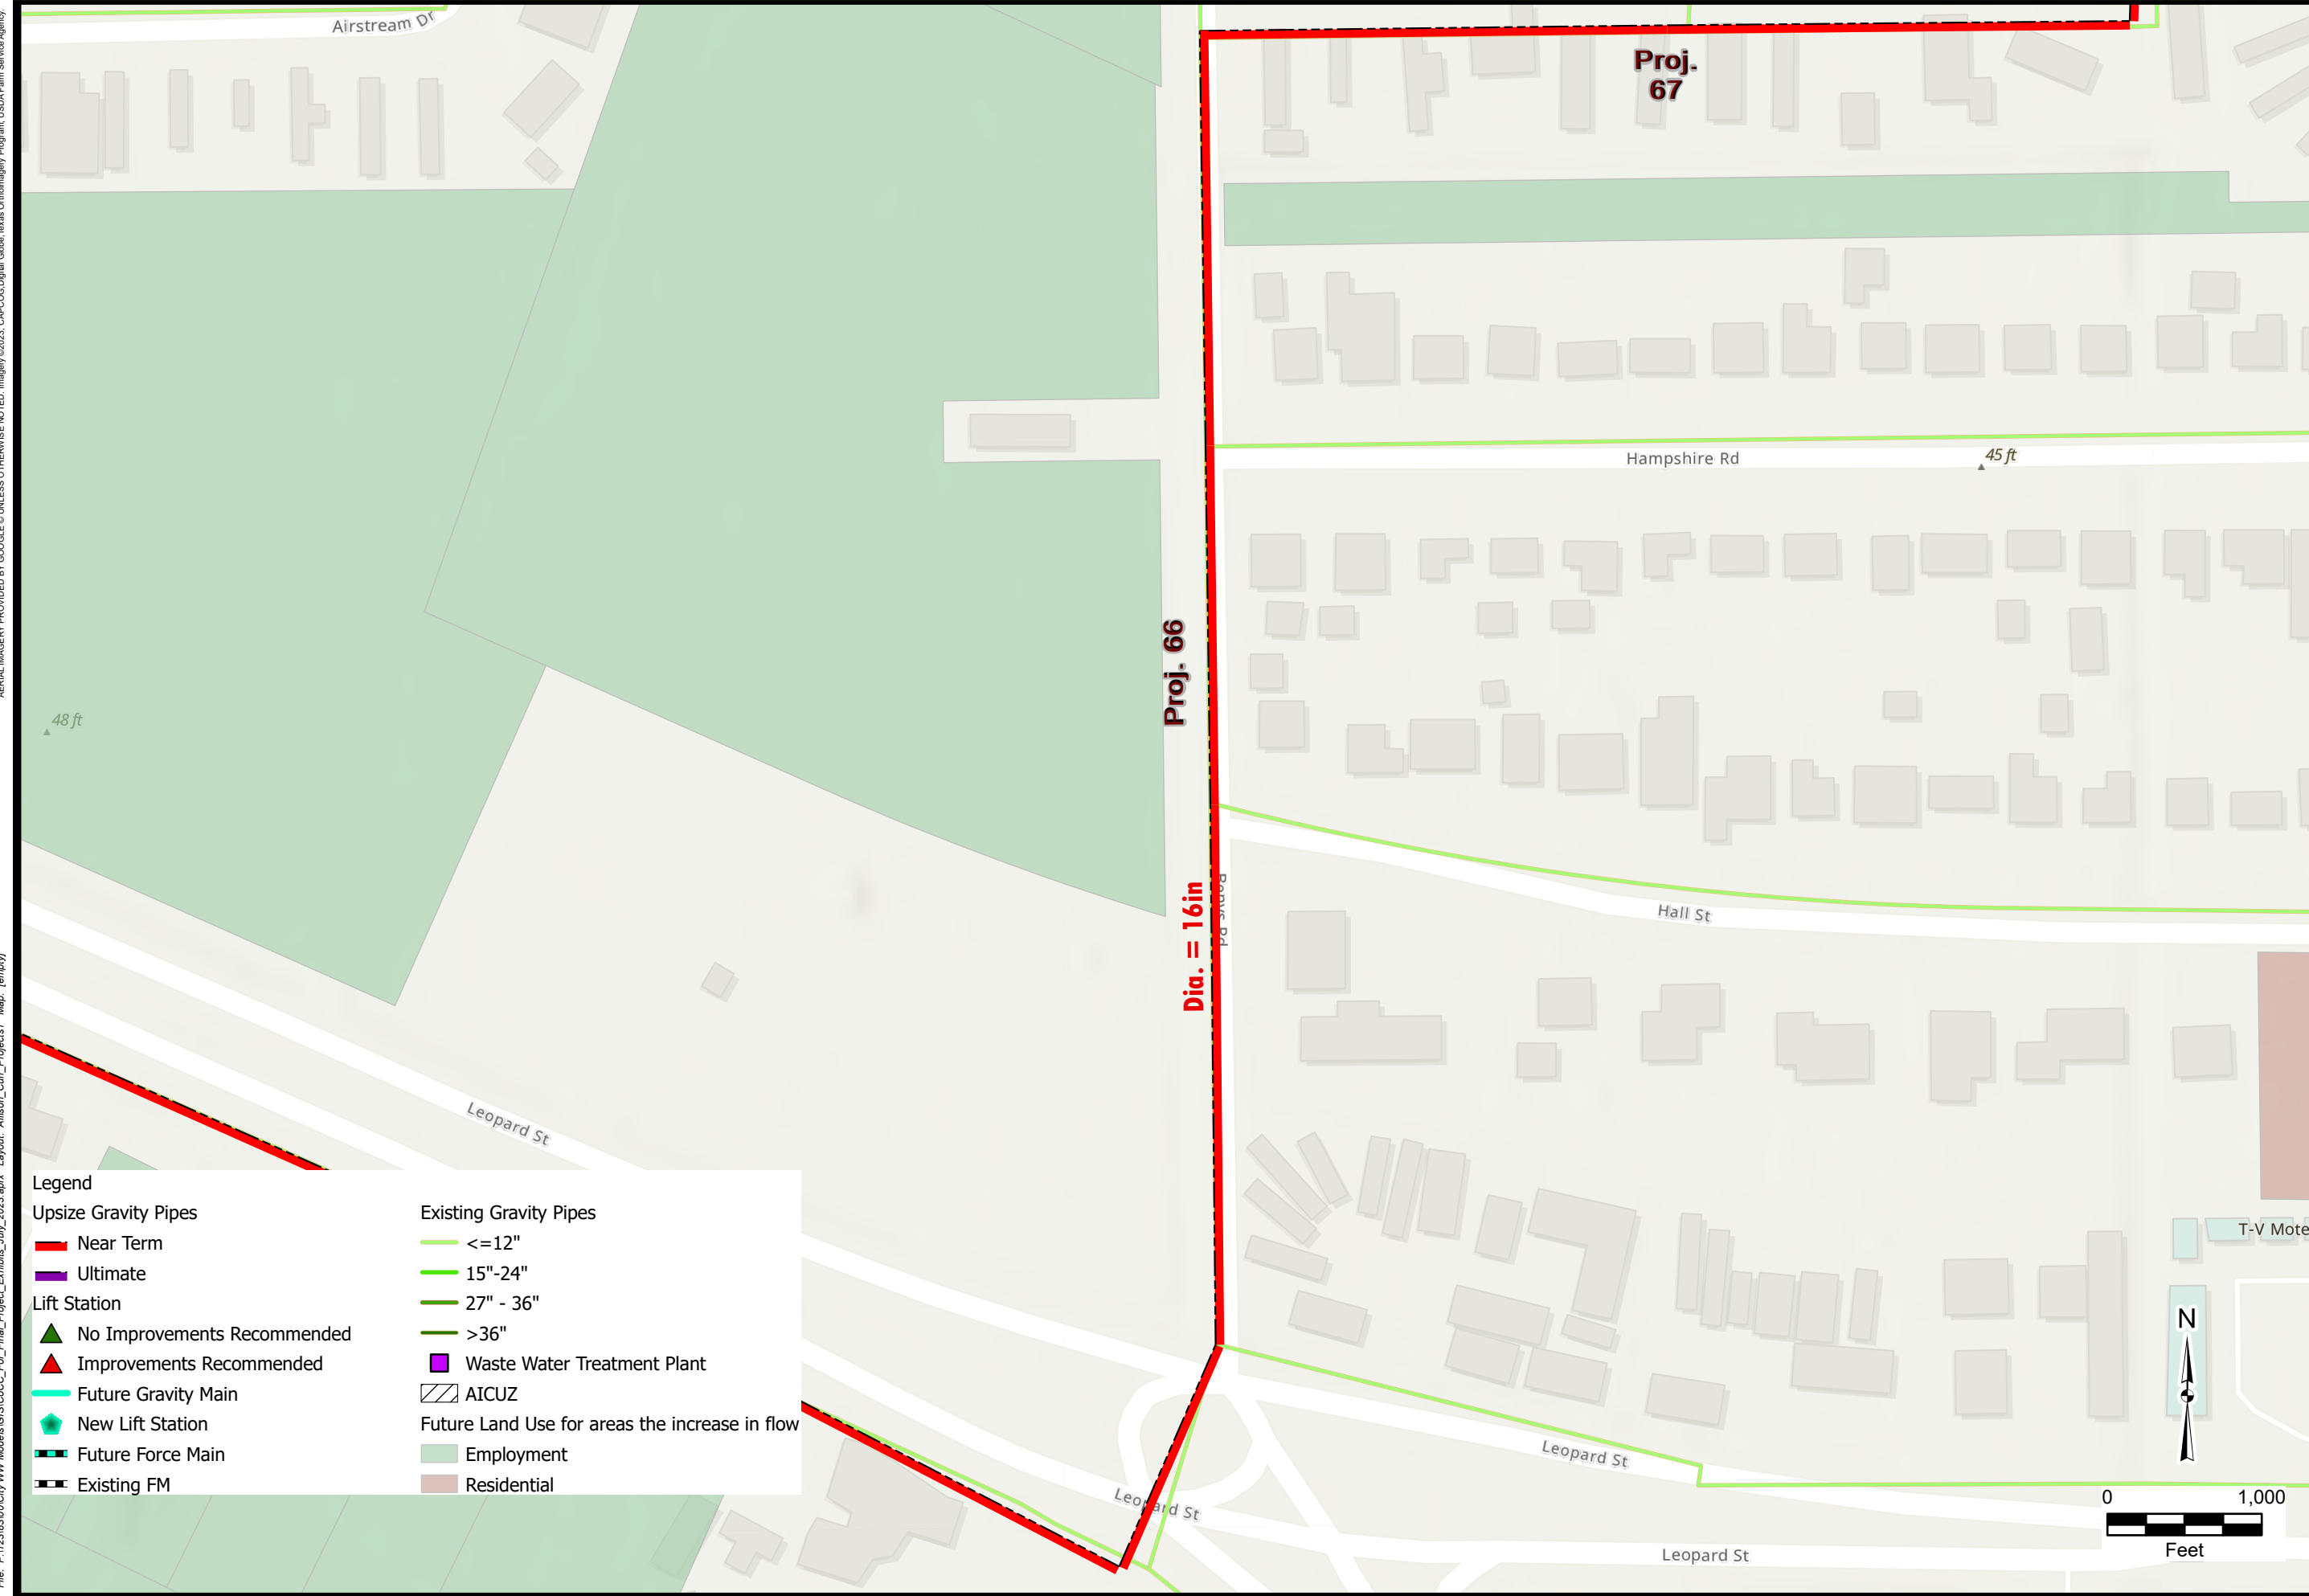 Airstream Dr
Proj.
67
Hampshire Rd
45 ft
Proj. 66
48 ft
Dia. = 16in
Hall St
Leopard St
T-V Mote
Leopard St
Leopard St
Leopard St
Legend
Upsize Gravity Pipes
Near Term
Ultimate
Lift Station
No Improvements Recommended
Improvements Recommended
Future Gravity Main
New Lift Station
Future Force Main
Existing FM
Existing Gravity Pipes
<=12"
15"-24"
27" - 36"
>36"
Waste Water Treatment Plant
AICUZ
Future Land Use for areas the increase in flow
Employment
Residential
N
0 1,000
Feet